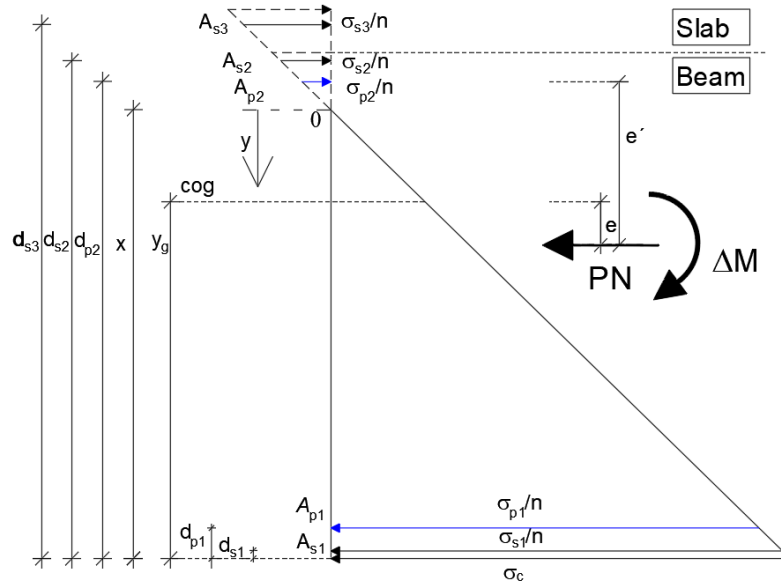 A_s3
σ_s3/n
Slab
A_s2
σ_s2/n
Beam
A_p2
σ_p2/n
0
y
e´
cog
d_s3
d_s2
d_p2
x
y_g
e
PN
ΔM
A_p1
σ_p1/n
d_p1
d_s1
A_s1
σ_s1/n
σ_c